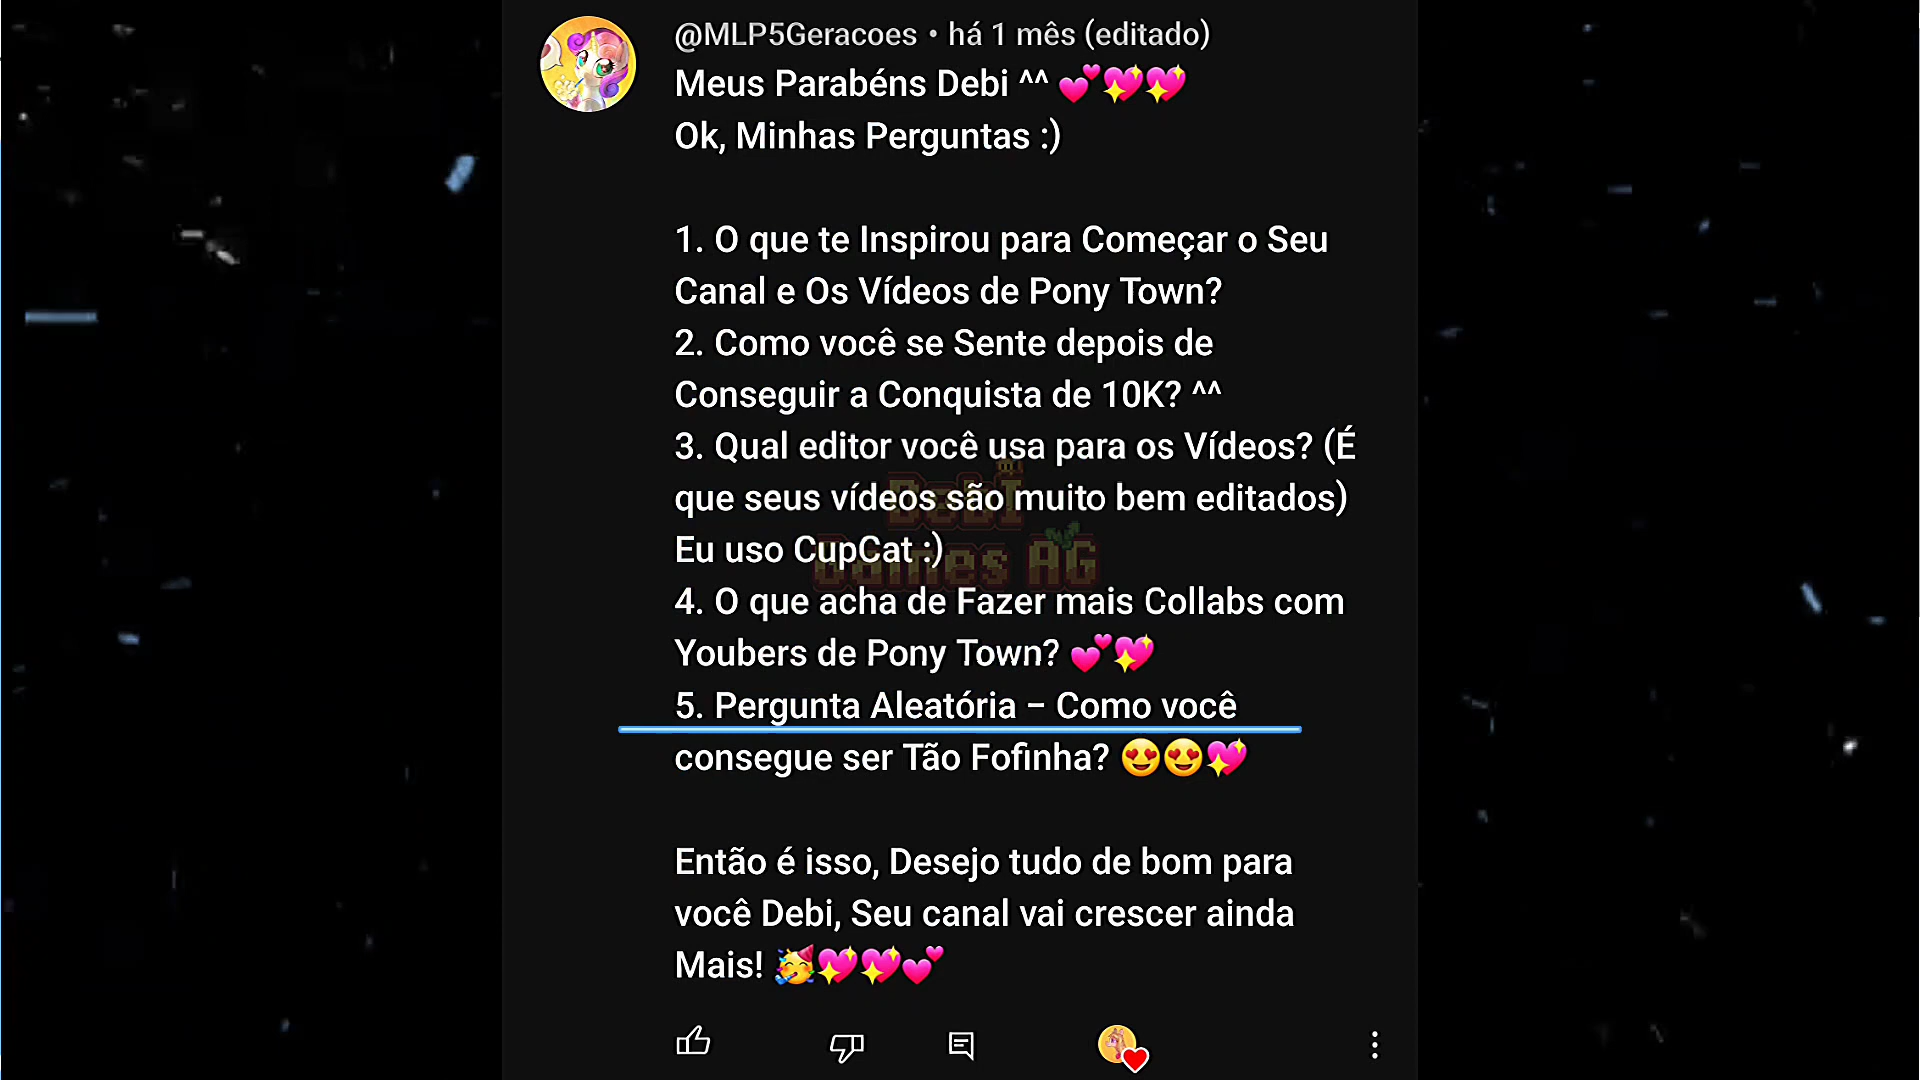 @MLP5Geracoes • há 1 mês (editado)
Meus Parabéns Debi ^^ 💕💖💖
Ok, Minhas Perguntas :)
1. O que te Inspirou para Começar o Seu
Canal e Os Vídeos de Pony Town?
2. Como você se Sente depois de
Conseguir a Conquista de 10K? ^^
3. Qual editor você usa para os Vídeos? (É
que seus vídeos são muito bem editados)
Eu uso CupCat :)
4. O que acha de Fazer mais Collabs com
Youbers de Pony Town? 💕💖
5. Pergunta Aleatória – Como você
consegue ser Tão Fofinha? 😍😍💖
Então é isso, Desejo tudo de bom para
você Debi, Seu canal vai crescer ainda
Mais! 🥳💖💖💕
DebI
Games AG